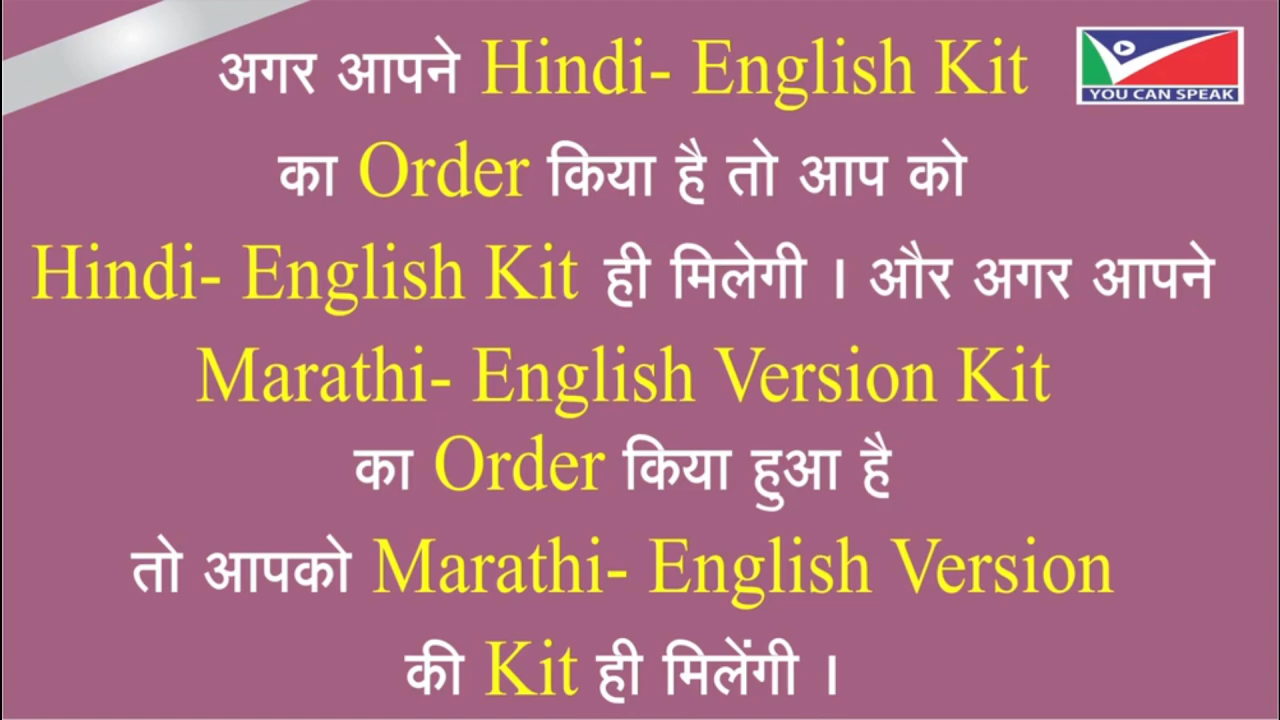 अगर आपने Hindi- English Kit
YOU CAN SPEAK
का Order किया है तो आप को
Hindi- English Kit ही मिलेगी । और अगर आपने
Marathi- English Version Kit
का Order किया हुआ है
तो आपको Marathi- English Version
की Kit ही मिलेंगी ।